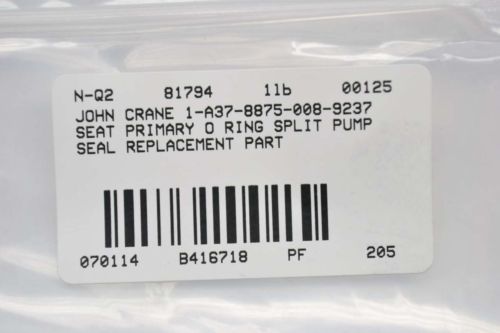 N-Q2 81794 1lb 00125
JOHN CRANE 1-A37-8875-008-9237
SEAT PRIMARY O RING SPLIT PUMP
SEAL REPLACEMENT PART
070114 B416718 PF 205